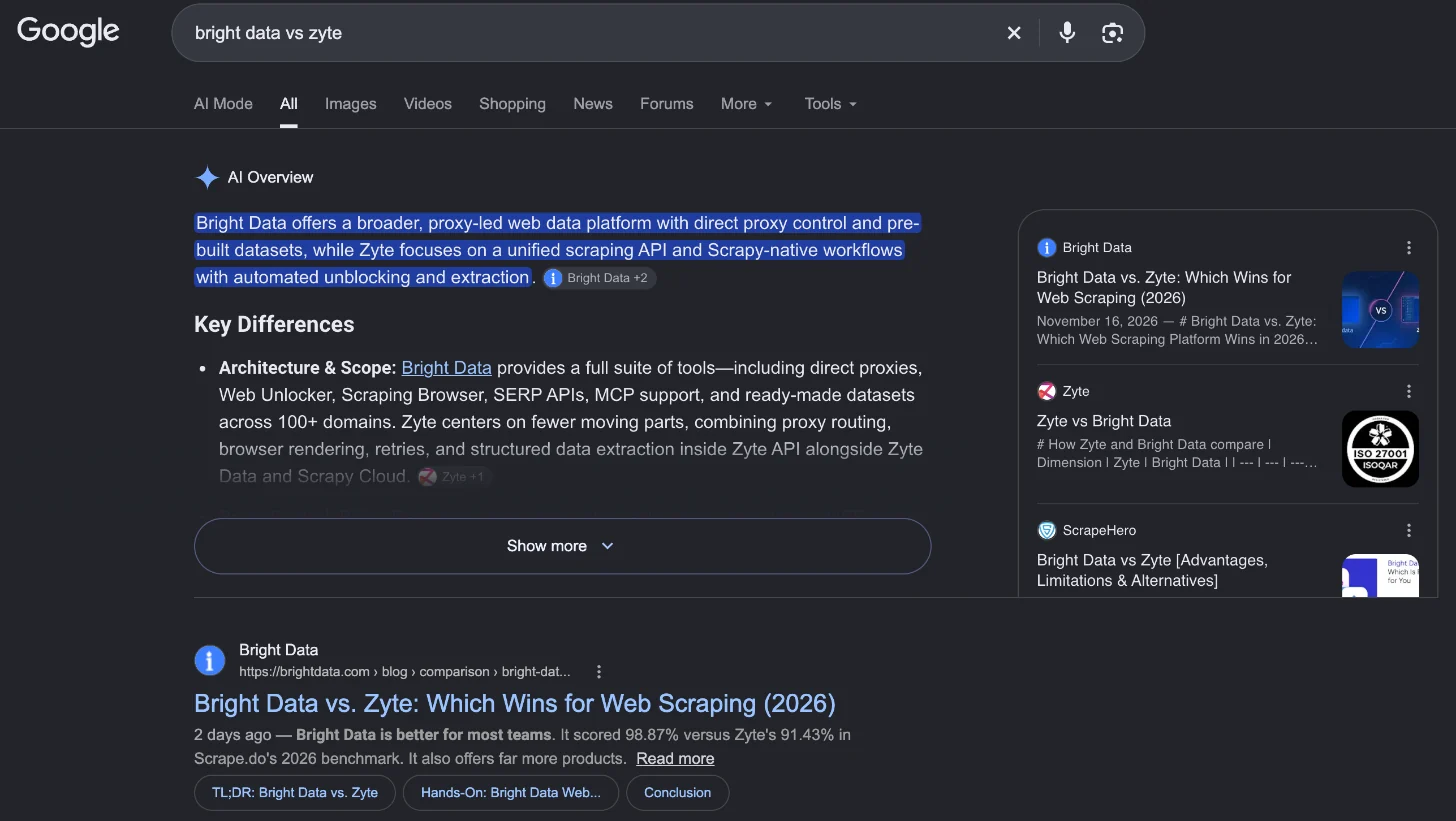 Google
bright data vs zyte
AI Mode
All
Images
Videos
Shopping
News
Forums
More
Tools
AI Overview
Bright Data offers a broader, proxy-led web data platform with direct proxy control and pre-
built datasets, while Zyte focuses on a unified scraping API and Scrapy-native workflows
with automated unblocking and extraction. Bright Data +2
Key Differences
• Architecture & Scope: Bright Data provides a full suite of tools—including direct proxies,
Web Unlocker, Scraping Browser, SERP APIs, MCP support, and ready-made datasets
across 100+ domains. Zyte centers on fewer moving parts, combining proxy routing,
browser rendering, retries, and structured data extraction inside Zyte API alongside Zyte
Data and Scrapy Cloud. Zyte +1
Show more
Bright Data
Bright Data vs. Zyte: Which Wins for
Web Scraping (2026)
November 16, 2026 — # Bright Data vs. Zyte:
Which Web Scraping Platform Wins in 2026...
VS
Zyte
Zyte vs Bright Data
# How Zyte and Bright Data compare |
Dimension | Zyte | Bright Data | | --- | --- | ---...
ISO 27001
ISOQAR
ScrapeHero
Bright Data vs Zyte [Advantages,
Limitations & Alternatives]
Bright Da
Which Is
for You
Bright Data
https://brightdata.com › blog › comparison › bright-dat...
Bright Data vs. Zyte: Which Wins for Web Scraping (2026)
2 days ago — Bright Data is better for most teams. It scored 98.87% versus Zyte's 91.43% in
Scrape.do's 2026 benchmark. It also offers far more products. Read more
TL;DR: Bright Data vs. Zyte
Hands-On: Bright Data Web...
Conclusion